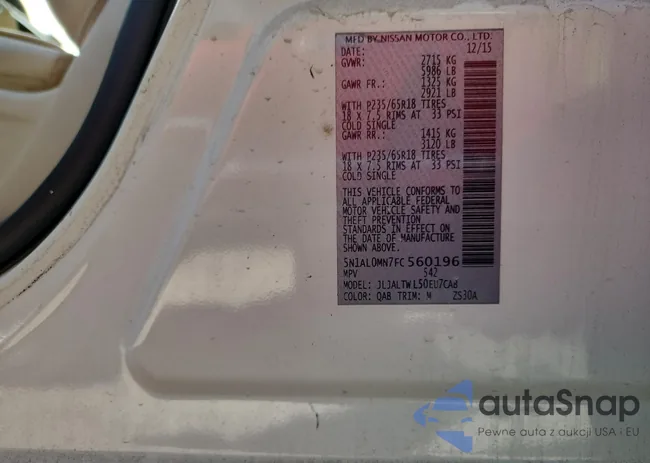 MFD BY NISSAN MOTOR CO., LTD.
DATE: 12/15
GVWR: 2715 KG
5986 LB
GAWR FR.: 1325 KG
2921 LB
WITH P235/65R18 TIRES
18 X 7.5 RIMS AT 33 PSI
COLD SINGLE
GAWR RR.: 1415 KG
3120 LB
WITH P235/65R18 TIRES
18 X 7.5 RIMS AT 33 PSI
COLD SINGLE
THIS VEHICLE CONFORMS TO
ALL APPLICABLE FEDERAL
MOTOR VEHICLE SAFETY AND
THEFT PREVENTION
STANDARDS IN EFFECT ON
THE DATE OF MANUFACTURE
SHOWN ABOVE.
5N1AL0MN7FC560196
MPV S42
MODEL:
COLOR: QAB TRIM:
autoSnap
Pewne auta z aukcji USA - EU